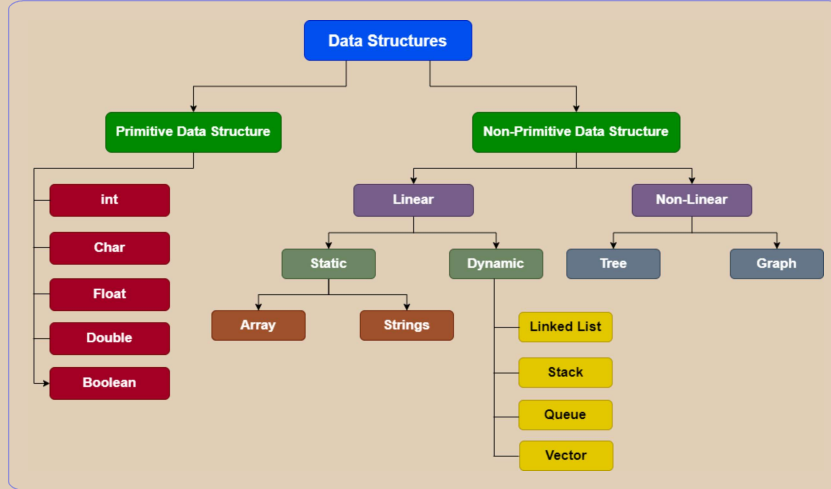 Data Structures
Primitive Data Structure
Non-Primitive Data Structure
int
Char
Float
Double
Boolean
Linear
Non-Linear
Static
Dynamic
Tree
Graph
Array
Strings
Linked List
Stack
Queue
Vector